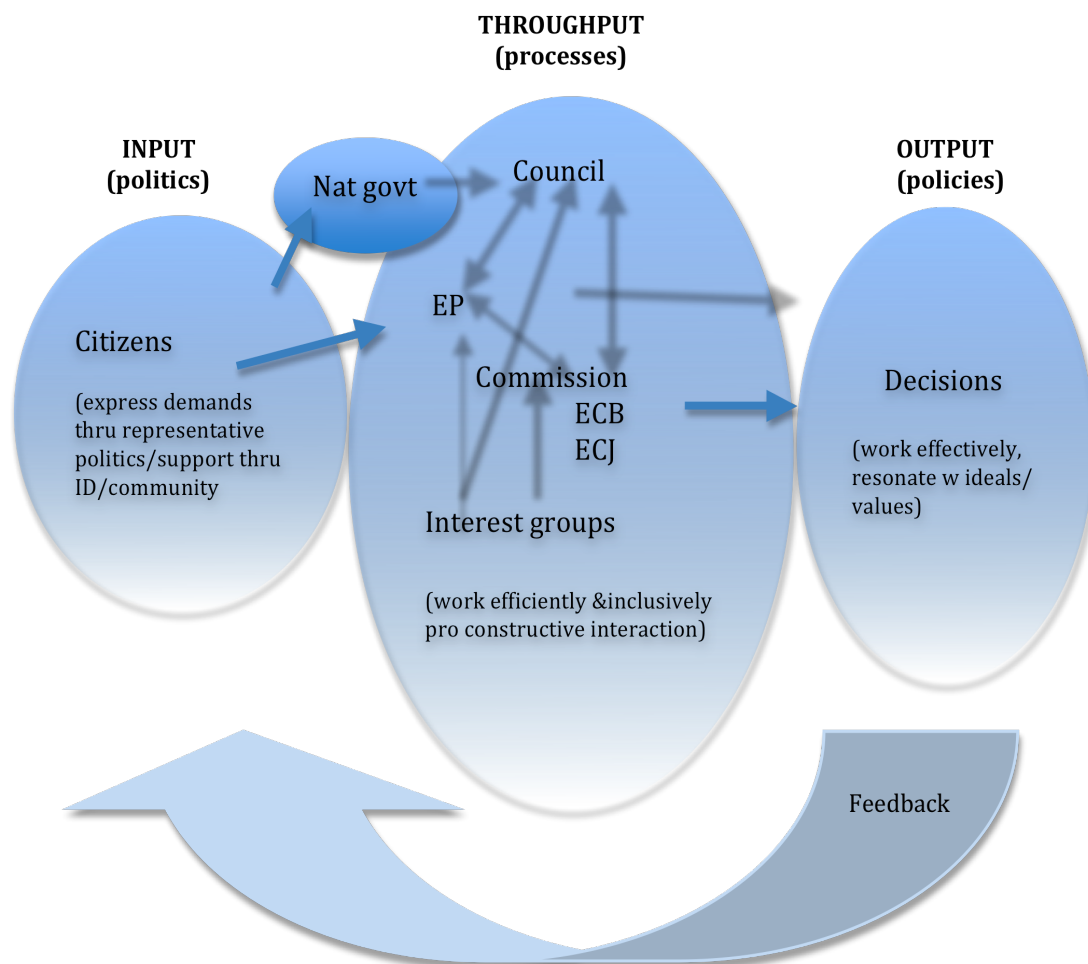 THROUGHPUT
(processes)
INPUT
(politics)
OUTPUT
(policies)
Nat govt
Council
EP
Citizens
(express demands
thru representative
politics/support thru
ID/community
Commission
ECB
ECJ
Interest groups
(work efficiently &inclusively
pro constructive interaction)
Decisions
(work effectively,
resonate w ideals/
values)
Feedback